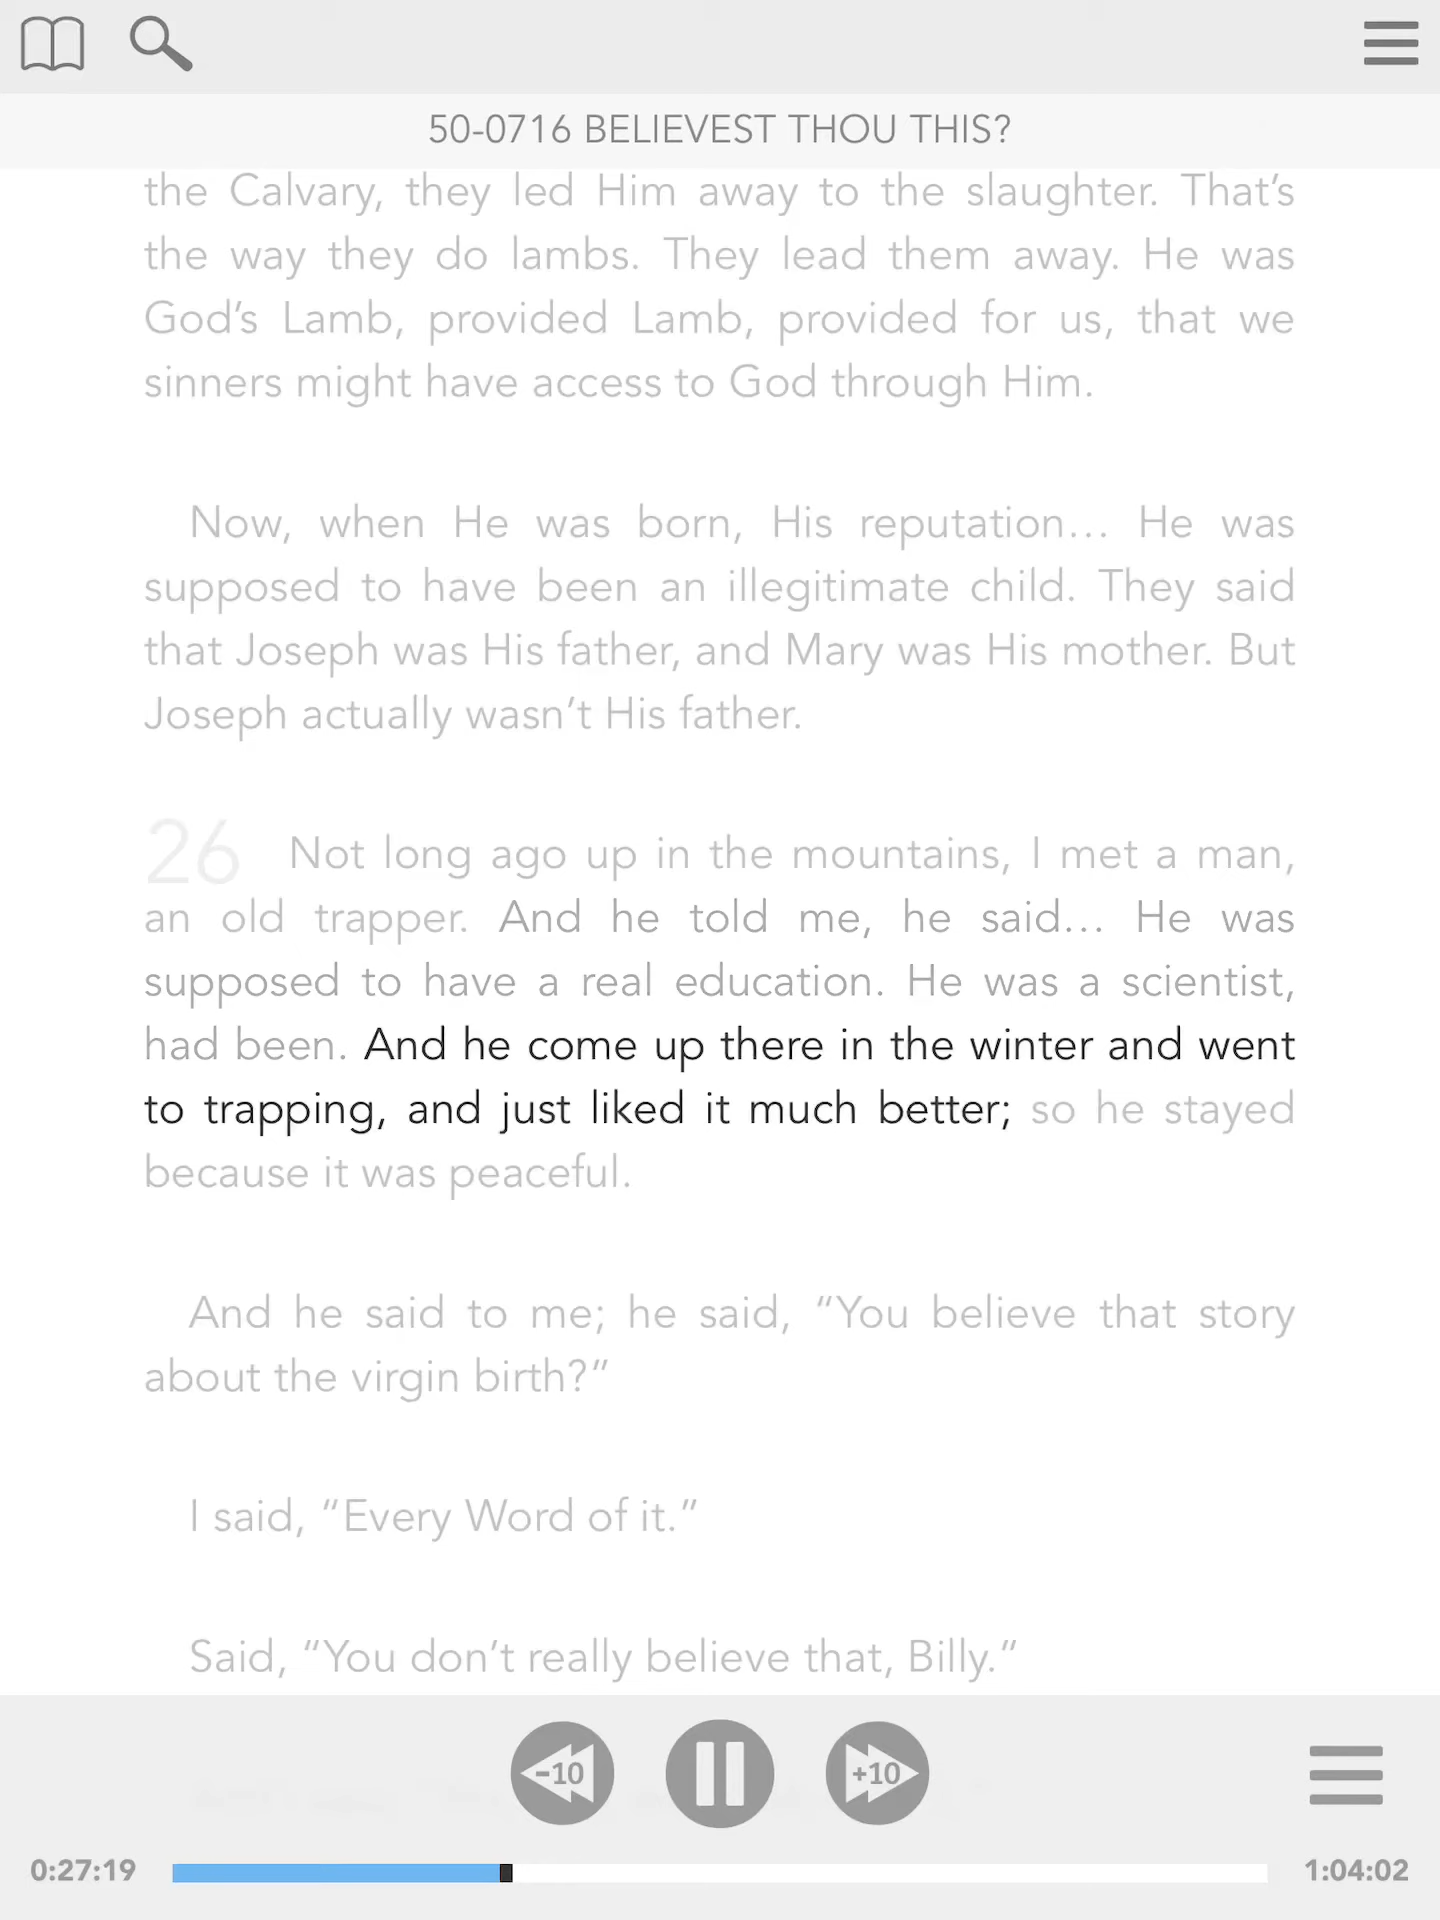 50-0716 BELIEVEST THOU THIS?
the Calvary, they led Him away to the slaughter. That’s
the way they do lambs. They lead them away. He was
God’s Lamb, provided Lamb, provided for us, that we
sinners might have access to God through Him.
Now, when He was born, His reputation… He was
supposed to have been an illegitimate child. They said
that Joseph was His father, and Mary was His mother. But
Joseph actually wasn’t His father.
26 Not long ago up in the mountains, I met a man,
an old trapper. And he told me, he said… He was
supposed to have a real education. He was a scientist,
had been. And he come up there in the winter and went
to trapping, and just liked it much better; so he stayed
because it was peaceful.
And he said to me; he said, “You believe that story
about the virgin birth?”
I said, “Every Word of it.”
Said, “You don’t really believe that, Billy.”
-10 +10
0:27:19 1:04:02